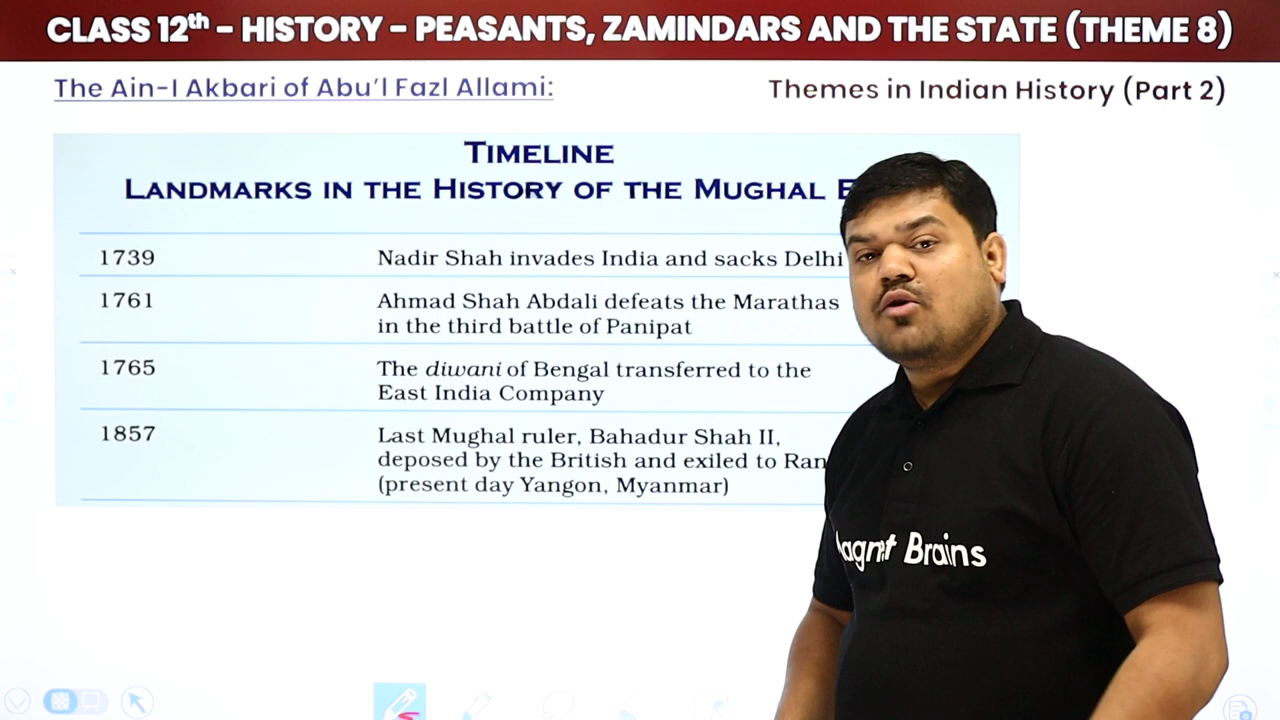 CLASS 12th – HISTORY – PEASANTS, ZAMINDARS AND THE STATE (THEME 8)
The Ain-I Akbari of Abu'l Fazl Allami:
Themes in Indian History (Part 2)
TIMELINE
LANDMARKS IN THE HISTORY OF THE MUGHAL
1739 Nadir Shah invades India and sacks Delhi
1761 Ahmad Shah Abdali defeats the Marathas
in the third battle of Panipat
1765 The diwani of Bengal transferred to the
East India Company
1857 Last Mughal ruler, Bahadur Shah II,
deposed by the British and exiled to
(present day Yangon, Myanmar)
Brains